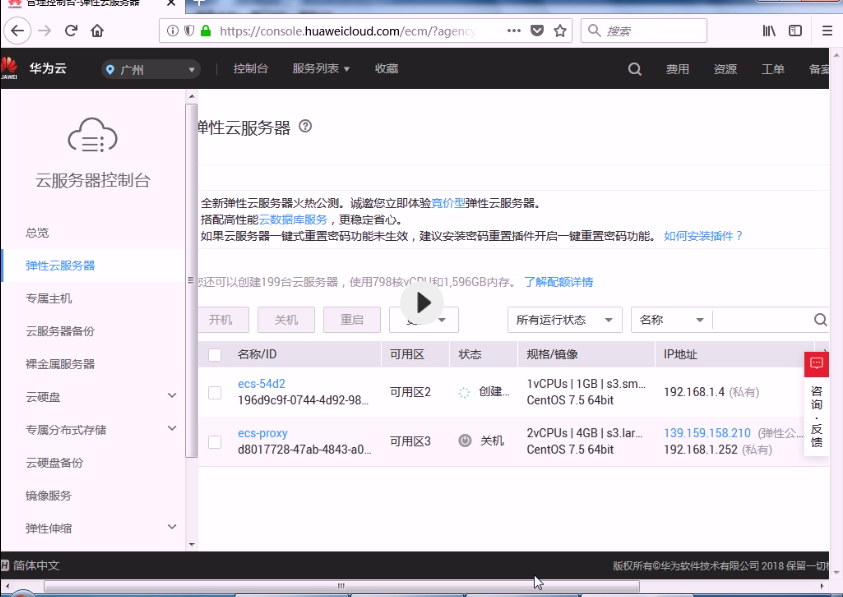 管理控制台-弹性云服务器
https://console.huaweicloud.com/ecm/?agency
搜索
HUAWEI
华为云
广州
控制台
服务列表
收藏
费用
资源
工单
备案
云服务器控制台
总览
弹性云服务器
专属主机
云服务器备份
裸金属服务器
云硬盘
专属分布式存储
云硬盘备份
镜像服务
弹性伸缩
弹性云服务器
全新弹性云服务器火热公测。诚邀您立即体验竞价型弹性云服务器。
搭配高性能云数据库服务，更稳定省心。
如果云服务器一键式重置密码功能未生效，建议安装密码重置插件开启一键重置密码功能。 如何安装插件？
您还可以创建199台云服务器，使用798核vCPU和1,596GB内存。 了解配额详情
开机
关机
重启
所有运行状态
名称
名称/ID
可用区
状态
规格/镜像
IP地址
ecs-54d2
196d9c9f-0744-4d92-98...
可用区2
创建...
1vCPUs | 1GB | s3.sm...
CentOS 7.5 64bit
192.168.1.4 (私有)
ecs-proxy
d8017728-47ab-4843-a0...
可用区3
关机
2vCPUs | 4GB | s3.lar...
CentOS 7.5 64bit
139.159.158.210 (弹性公...
192.168.1.252 (私有)
咨询·反馈
简体中文
版权所有©华为软件技术有限公司 2018 保留一切